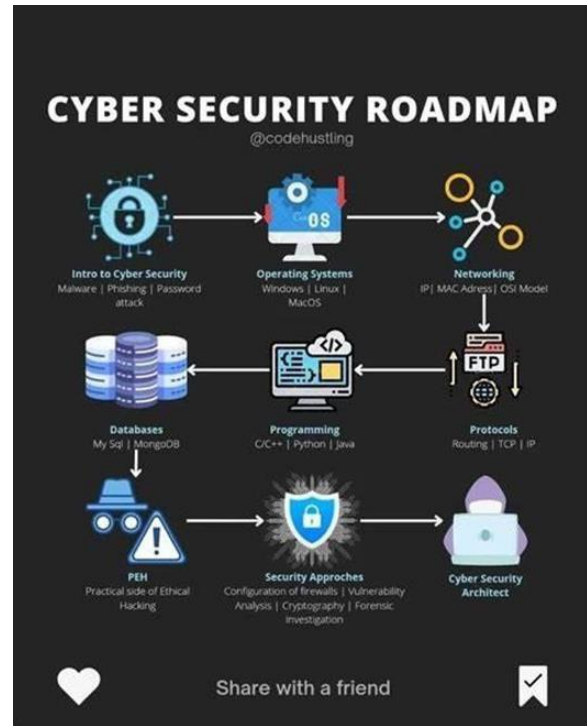 CYBER SECURITY ROADMAP
@codehustling
OS
Intro to Cyber Security
Malware | Phishing | Password
attack
Operating Systems
Windows | Linux |
MacOS
Networking
IP| MAC Adress| OSI Model
FTP
Databases
My Sql | MongoDB
Programming
C/C++ | Python | Java
Protocols
Routing | TCP | IP
PEH
Practical side of Ethical
Hacking
Security Approches
Configuration of firewalls | Vulnerability
Analysis | Cryptography | Forensic
Investigation
Cyber Security
Architect
Share with a friend